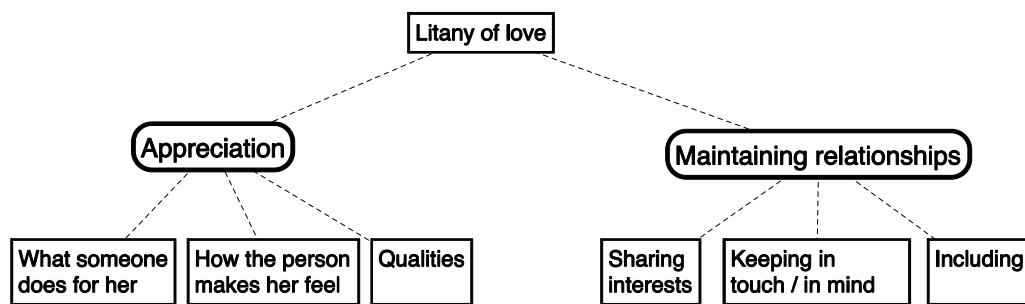 Litany of love
Appreciation
Maintaining relationships
What someone
does for her
How the person
makes her feel
Qualities
Sharing
interests
Keeping in
touch / in mind
Including